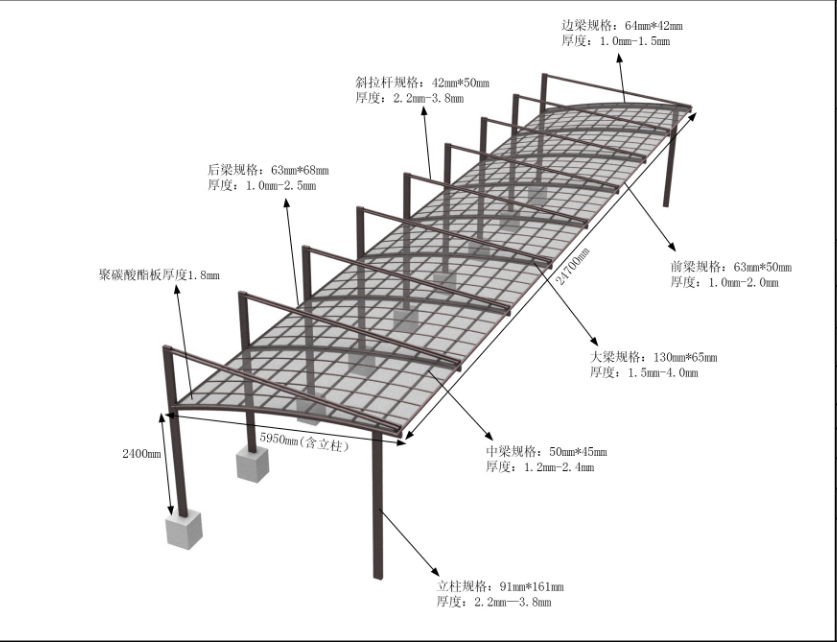 边梁规格：64mm*42mm
厚度：1.0mm-1.5mm
斜拉杆规格：42mm*50mm
厚度：2.2mm-3.8mm
后梁规格：63mm*68mm
厚度：1.0mm-2.5mm
聚碳酸酯板厚度1.8mm
24700mm
前梁规格：63mm*50mm
厚度：1.0mm-2.0mm
大梁规格：130mm*65mm
厚度：1.5mm-4.0mm
2400mm
5950mm(含立柱)
中梁规格：50mm*45mm
厚度：1.2mm-2.4mm
立柱规格：91mm*161mm
厚度：2.2mm—3.8mm